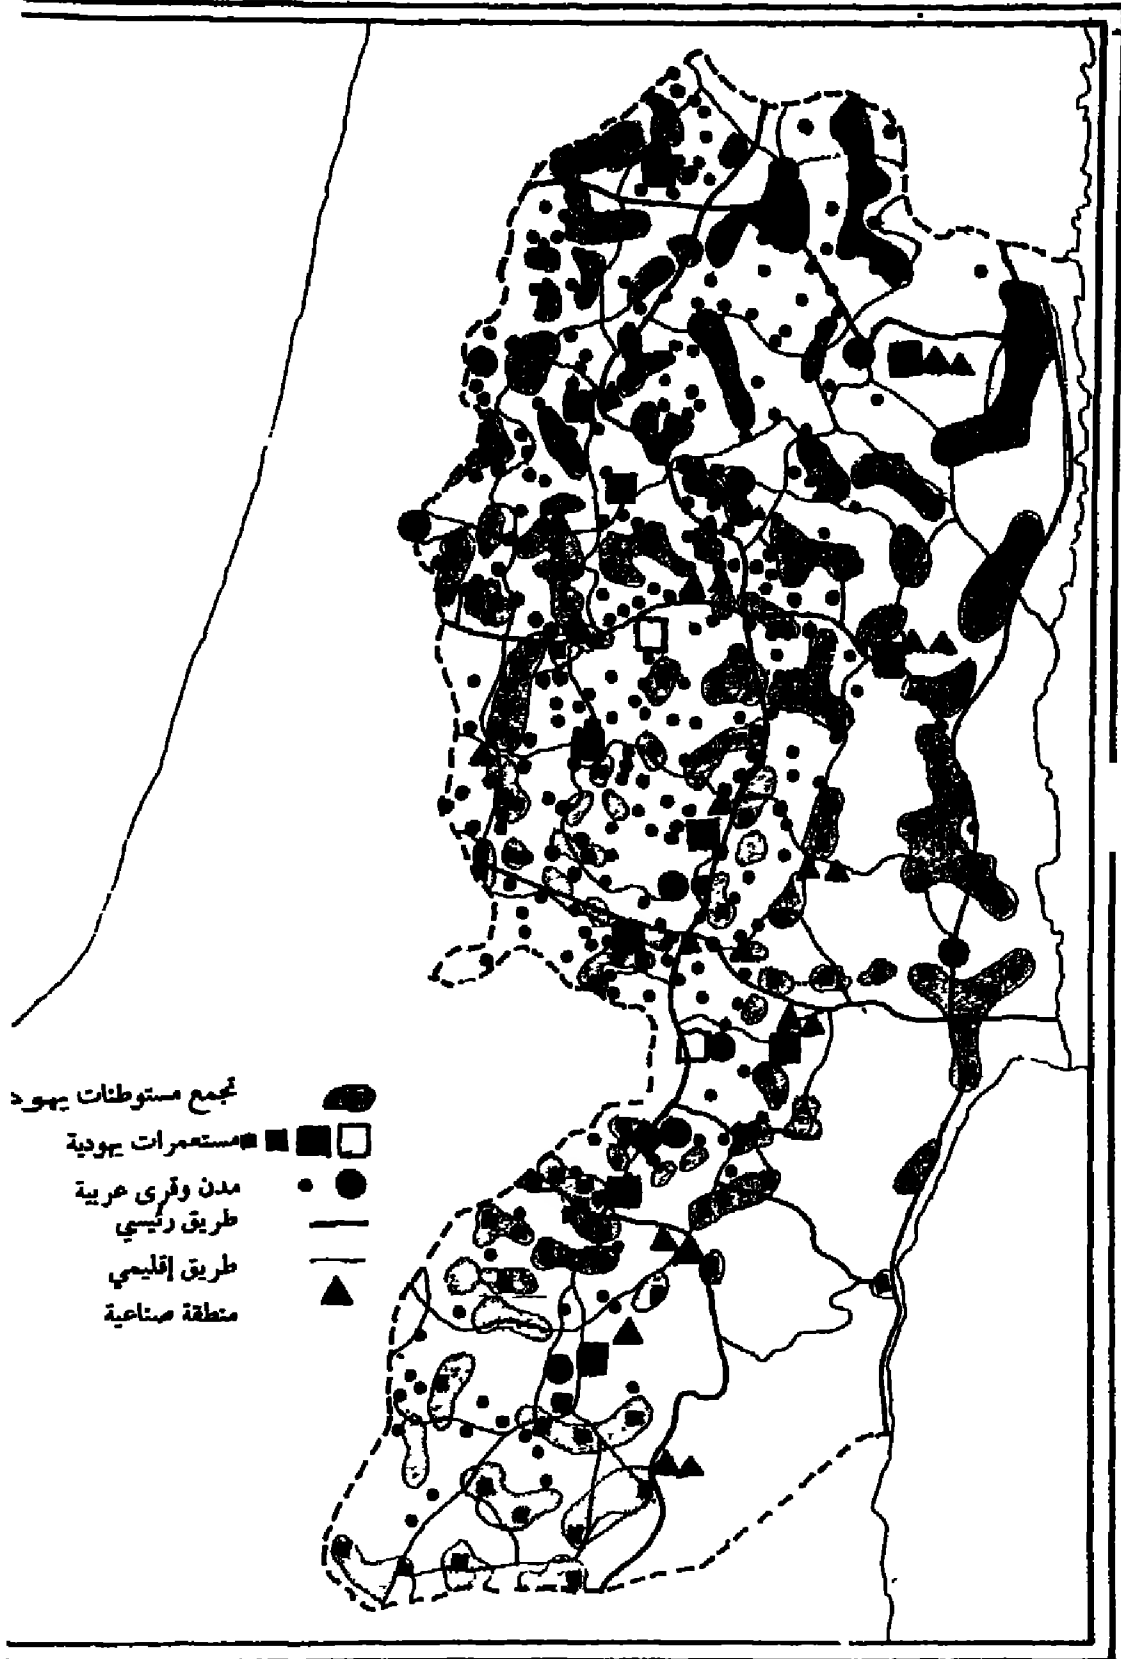 تجمع مستوطنات يهود
مستعمرات يهودية
مدن وقرى عربية
طريق رئيسي
طريق إقليمي
منطقة صناعية